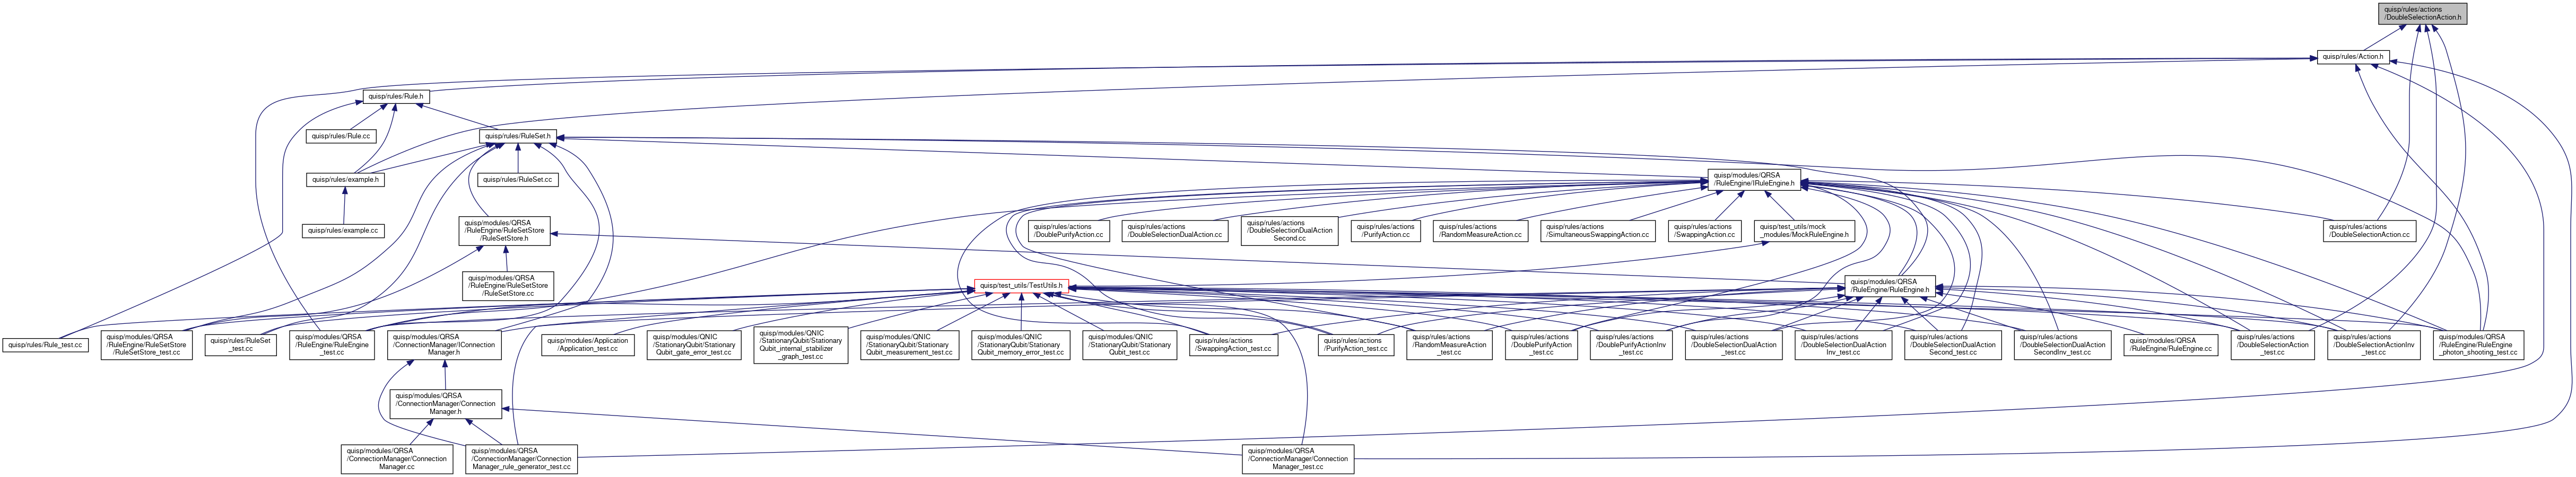 quisp/rules/actions
/DoubleSelectionAction.h
quisp/rules/Action.h
quisp/rules/Rule.h
quisp/rules/Rule.cc
quisp/rules/RuleSet.h
quisp/rules/example.h
quisp/rules/RuleSet.cc
quisp/modules/QRSA
/RuleEngine/IRuleEngine.h
quisp/rules/example.cc
quisp/modules/QRSA
/RuleEngine/RuleSetStore
/RuleSetStore.h
quisp/rules/actions
/DoublePurifyAction.cc
quisp/rules/actions
/DoubleSelectionDualAction.cc
quisp/rules/actions
/DoubleSelectionDualAction
Second.cc
quisp/rules/actions
/PurifyAction.cc
quisp/rules/actions
/RandomMeasureAction.cc
quisp/rules/actions
/SimultaneousSwappingAction.cc
quisp/rules/actions
/SwappingAction.cc
quisp/test_utils/mock
_modules/MockRuleEngine.h
quisp/rules/actions
/DoubleSelectionAction.cc
quisp/modules/QRSA
/RuleEngine/RuleSetStore
/RuleSetStore.cc
quisp/test_utils/TestUtils.h
quisp/modules/QRSA
/RuleEngine/RuleEngine.h
quisp/rules/Rule_test.cc
quisp/modules/QRSA
/RuleEngine/RuleSetStore
/RuleSetStore_test.cc
quisp/rules/RuleSet
_test.cc
quisp/modules/QRSA
/RuleEngine/RuleEngine
_test.cc
quisp/modules/QRSA
/ConnectionManager/IConnection
Manager.h
quisp/modules/Application
/Application_test.cc
quisp/modules/QNIC
/StationaryQubit/Stationary
Qubit_gate_error_test.cc
quisp/modules/QNIC
/StationaryQubit/Stationary
Qubit_internal_stabilizer
_graph_test.cc
quisp/modules/QNIC
/StationaryQubit/Stationary
Qubit_measurement_test.cc
quisp/modules/QNIC
/StationaryQubit/Stationary
Qubit_memory_error_test.cc
quisp/modules/QNIC
/StationaryQubit/Stationary
Qubit_test.cc
quisp/rules/actions
/SwappingAction_test.cc
quisp/rules/actions
/PurifyAction_test.cc
quisp/rules/actions
/RandomMeasureAction
_test.cc
quisp/rules/actions
/DoublePurifyAction
_test.cc
quisp/rules/actions
/DoublePurifyActionInv
_test.cc
quisp/rules/actions
/DoubleSelectionDualAction
_test.cc
quisp/rules/actions
/DoubleSelectionDualAction
Inv_test.cc
quisp/rules/actions
/DoubleSelectionDualAction
Second_test.cc
quisp/rules/actions
/DoubleSelectionDualAction
SecondInv_test.cc
quisp/modules/QRSA
/RuleEngine/RuleEngine.cc
quisp/rules/actions
/DoubleSelectionAction
_test.cc
quisp/rules/actions
/DoubleSelectionActionInv
_test.cc
quisp/modules/QRSA
/RuleEngine/RuleEngine
_photon_shooting_test.cc
quisp/modules/QRSA
/ConnectionManager/Connection
Manager.h
quisp/modules/QRSA
/ConnectionManager/Connection
Manager.cc
quisp/modules/QRSA
/ConnectionManager/Connection
Manager_rule_generator_test.cc
quisp/modules/QRSA
/ConnectionManager/Connection
Manager_test.cc